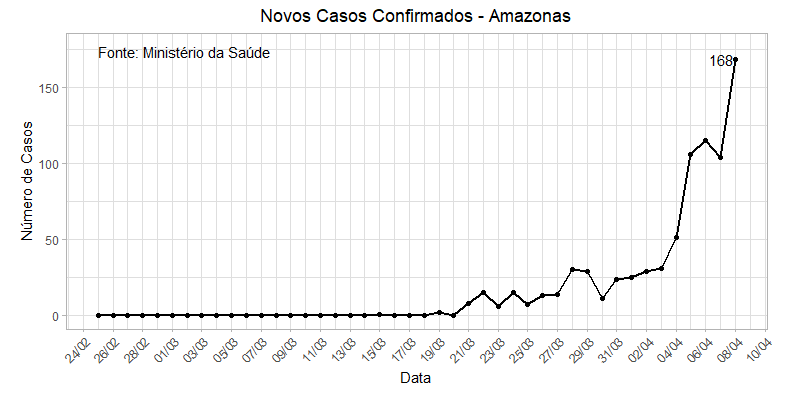 Novos Casos Confirmados - Amazonas
Fonte: Ministério da Saúde
168
150
100
50
0
Número de Casos
24/02 26/02 28/02 01/03 03/03 05/03 07/03 09/03 11/03 13/03 15/03 17/03 19/03 21/03 23/03 25/03 27/03 29/03 31/03 02/04 04/04 06/04 08/04 10/04
Data